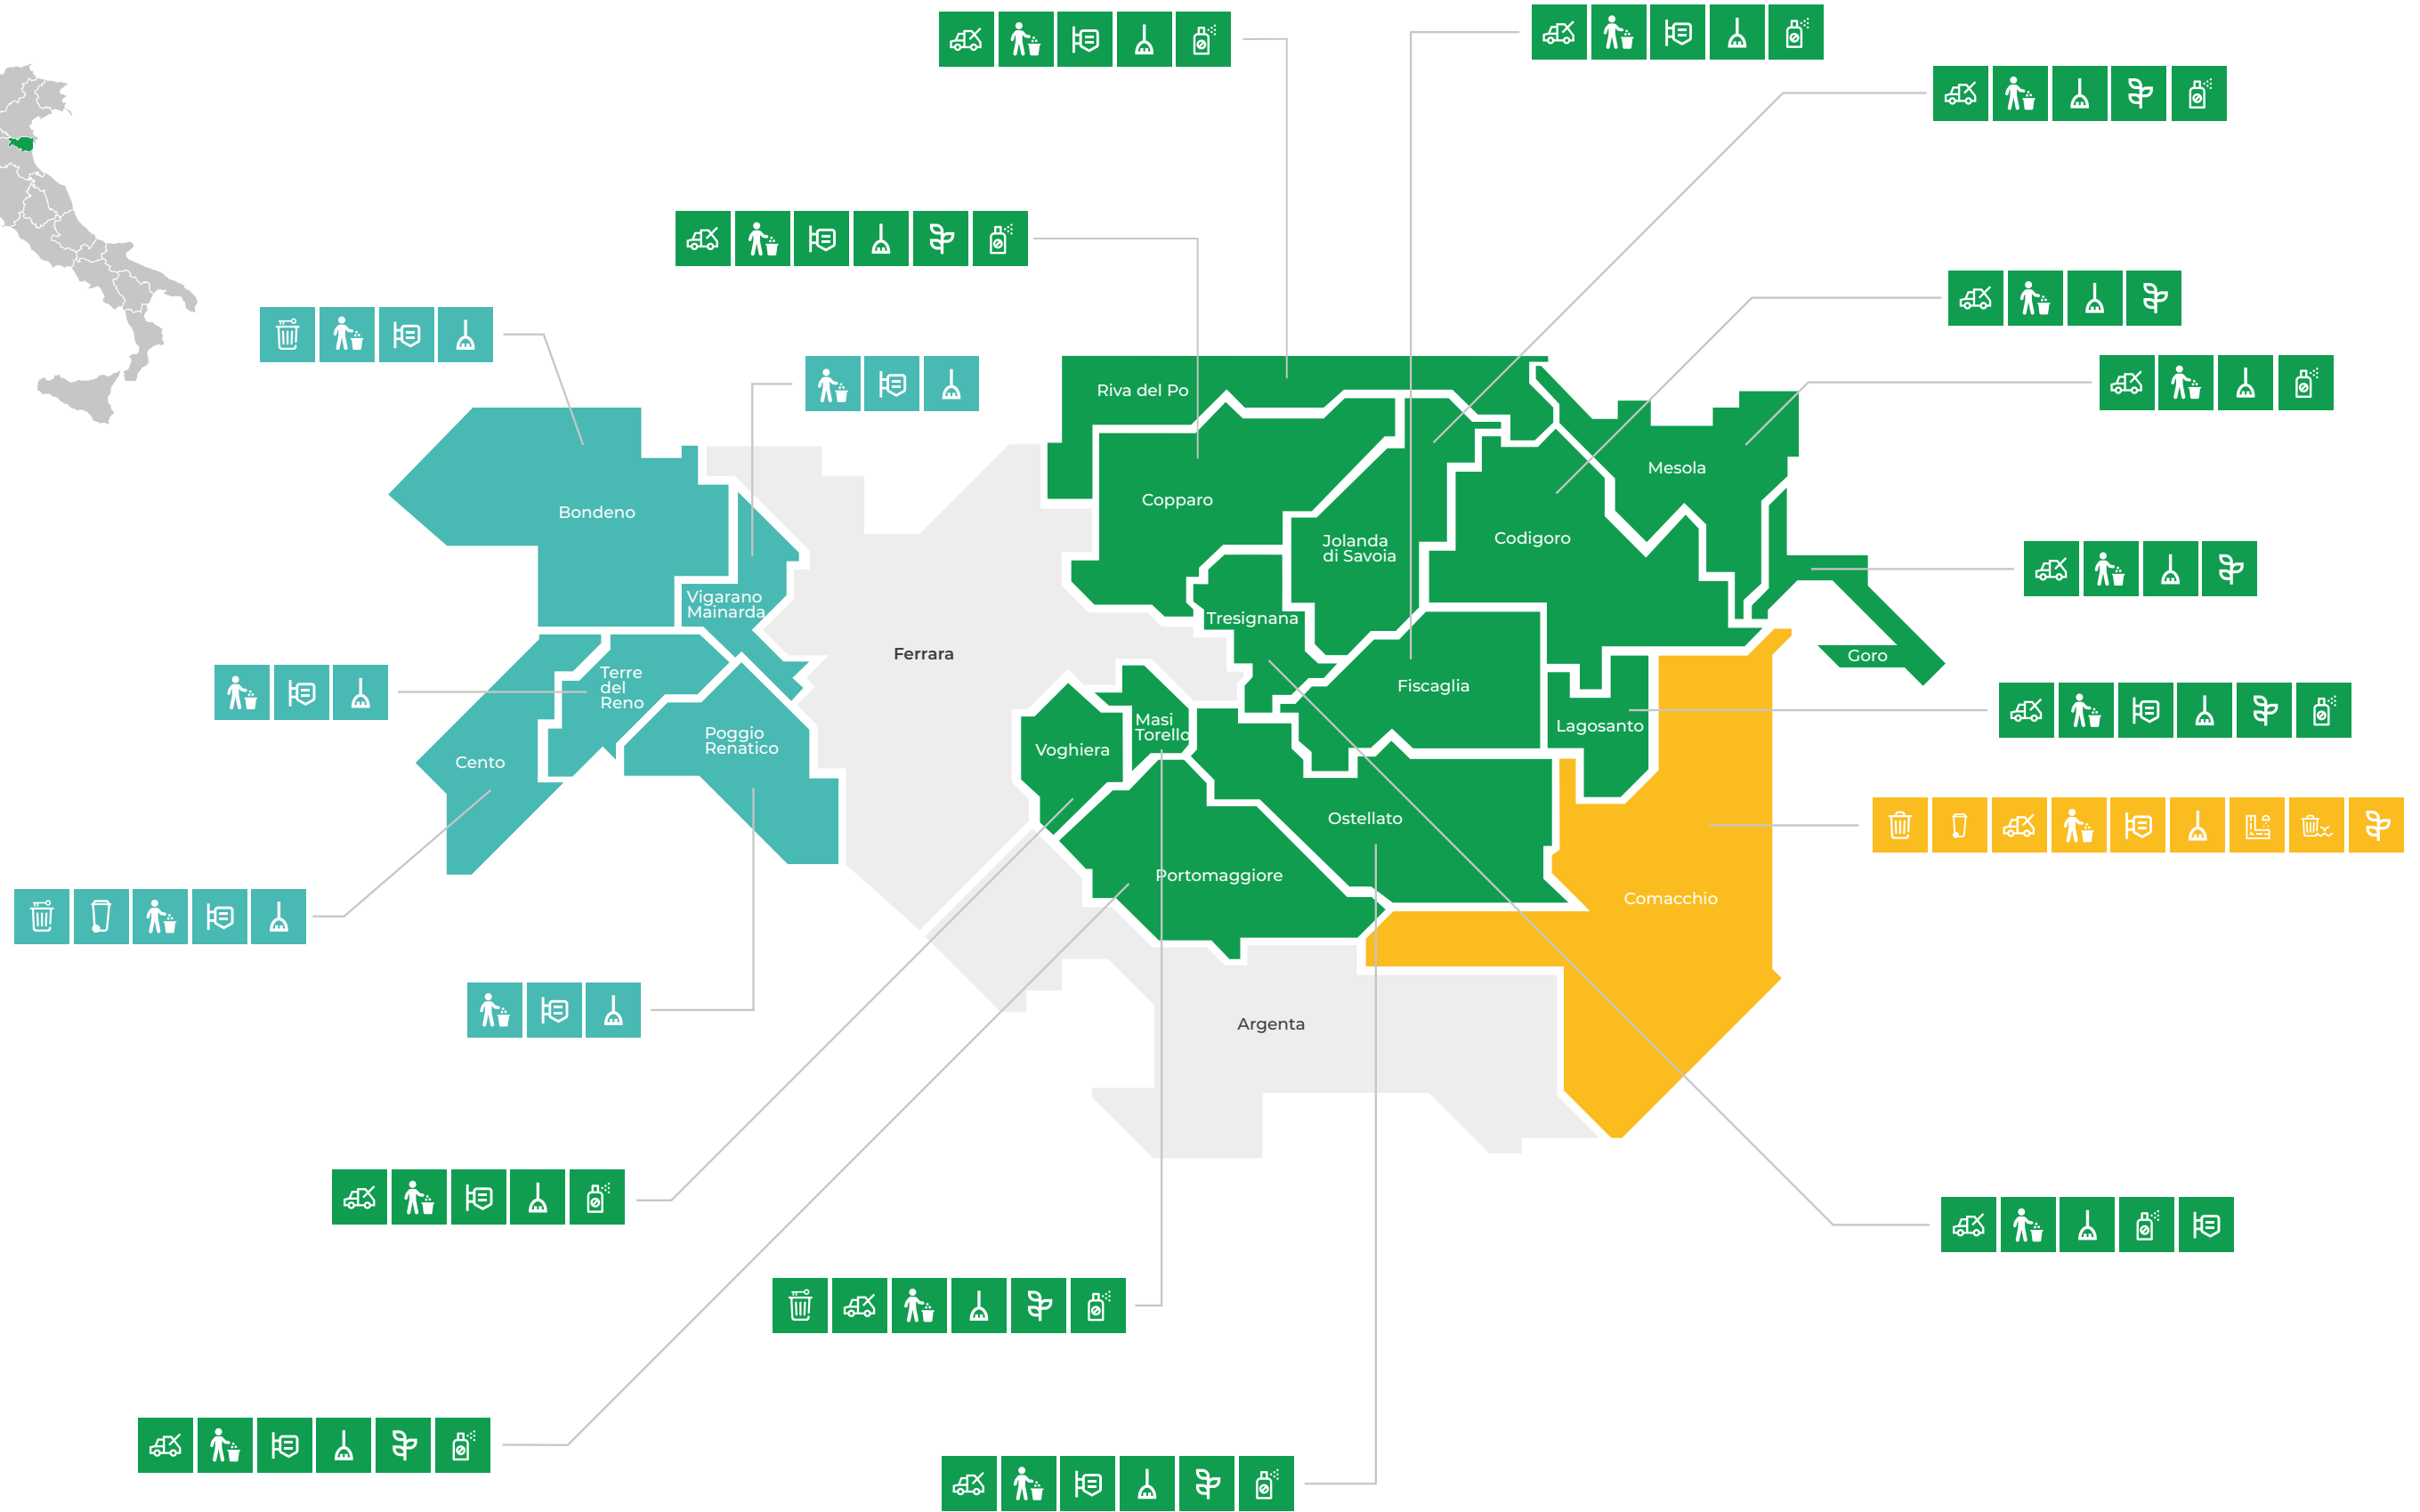 Riva del Po
Mesola
Copparo
Bondeno
Codigoro
Jolanda
di Savoia
Vigarano
Mainarda
Tresignana
Ferrara
Goro
Terre
del
Reno
Fiscaglia
Masi
Torello
Lagosanto
Poggio
Renatico
Voghiera
Cento
Ostellato
Portomaggiore
Comacchio
Argenta